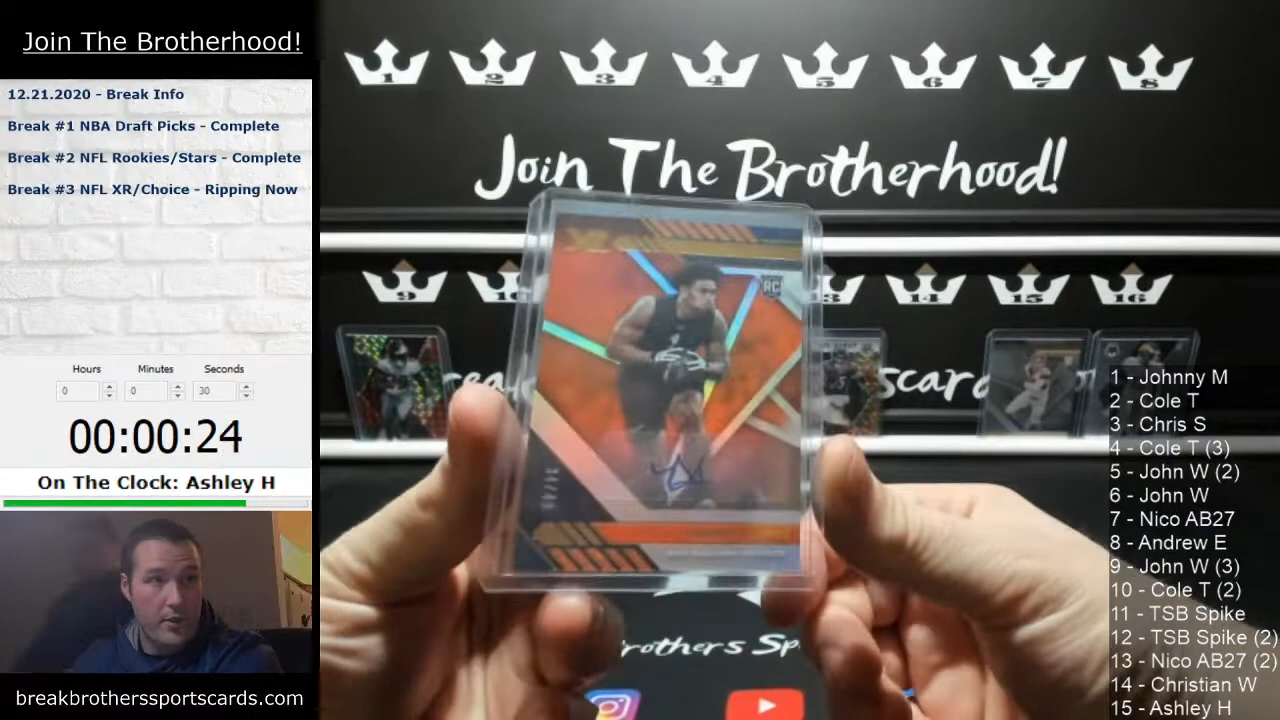 Join The Brotherhood!
12.21.2020 - Break Info
Break #1 NBA Draft Picks - Complete
Break #2 NFL Rookies/Stars - Complete
Break #3 NFL XR/Choice - Ripping Now
Hours Minutes Seconds
0 0 30
00:00:24
On The Clock: Ashley H
breakbrotherssportscards.com
1 2 3 4 5 6 7 8
Join The Brotherhood!
9 14 15 16
RC
1 - Johnny M
2 - Cole T
3 - Chris S
4 - Cole T (3)
5 - John W (2)
6 - John W
7 - Nico AB27
8 - Andrew E
9 - John W (3)
10 - Cole T (2)
11 - TSB Spike
12 - TSB Spike (2)
13 - Nico AB27 (2)
14 - Christian W
15 - Ashley H